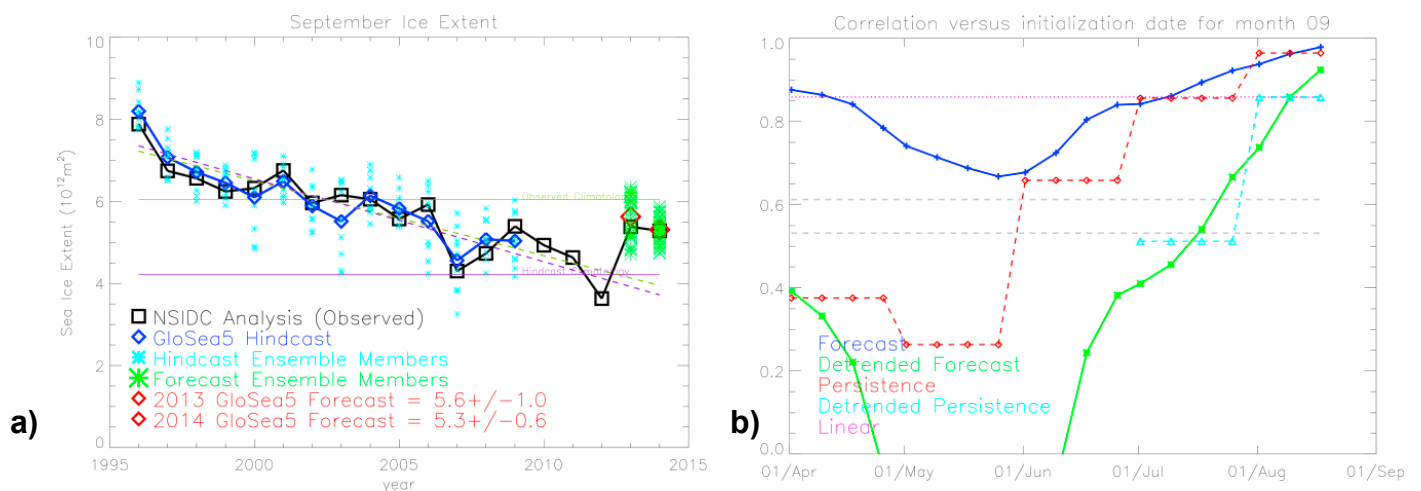 September Ice Extent
10
8
6
4
2
0
Sea Ice Extent (10¹²m²)
Observed Climatology
Hindcast Climatology
NSIDC Analysis (Observed)
GloSea5 Hindcast
Hindcast Ensemble Members
Forecast Ensemble Members
2013 GloSea5 Forecast = 5.6+/−1.0
2014 GloSea5 Forecast = 5.3+/−0.6
a)
1995 2000 2005 2010 2015
year
Correlation versus initialization date for month 09
1.0
0.8
0.6
0.4
0.2
0.0
Forecast
Detrended Forecast
Persistence
Detrended Persistence
Linear
b)
01/Apr 01/May 01/Jun 01/Jul 01/Aug 01/Sep